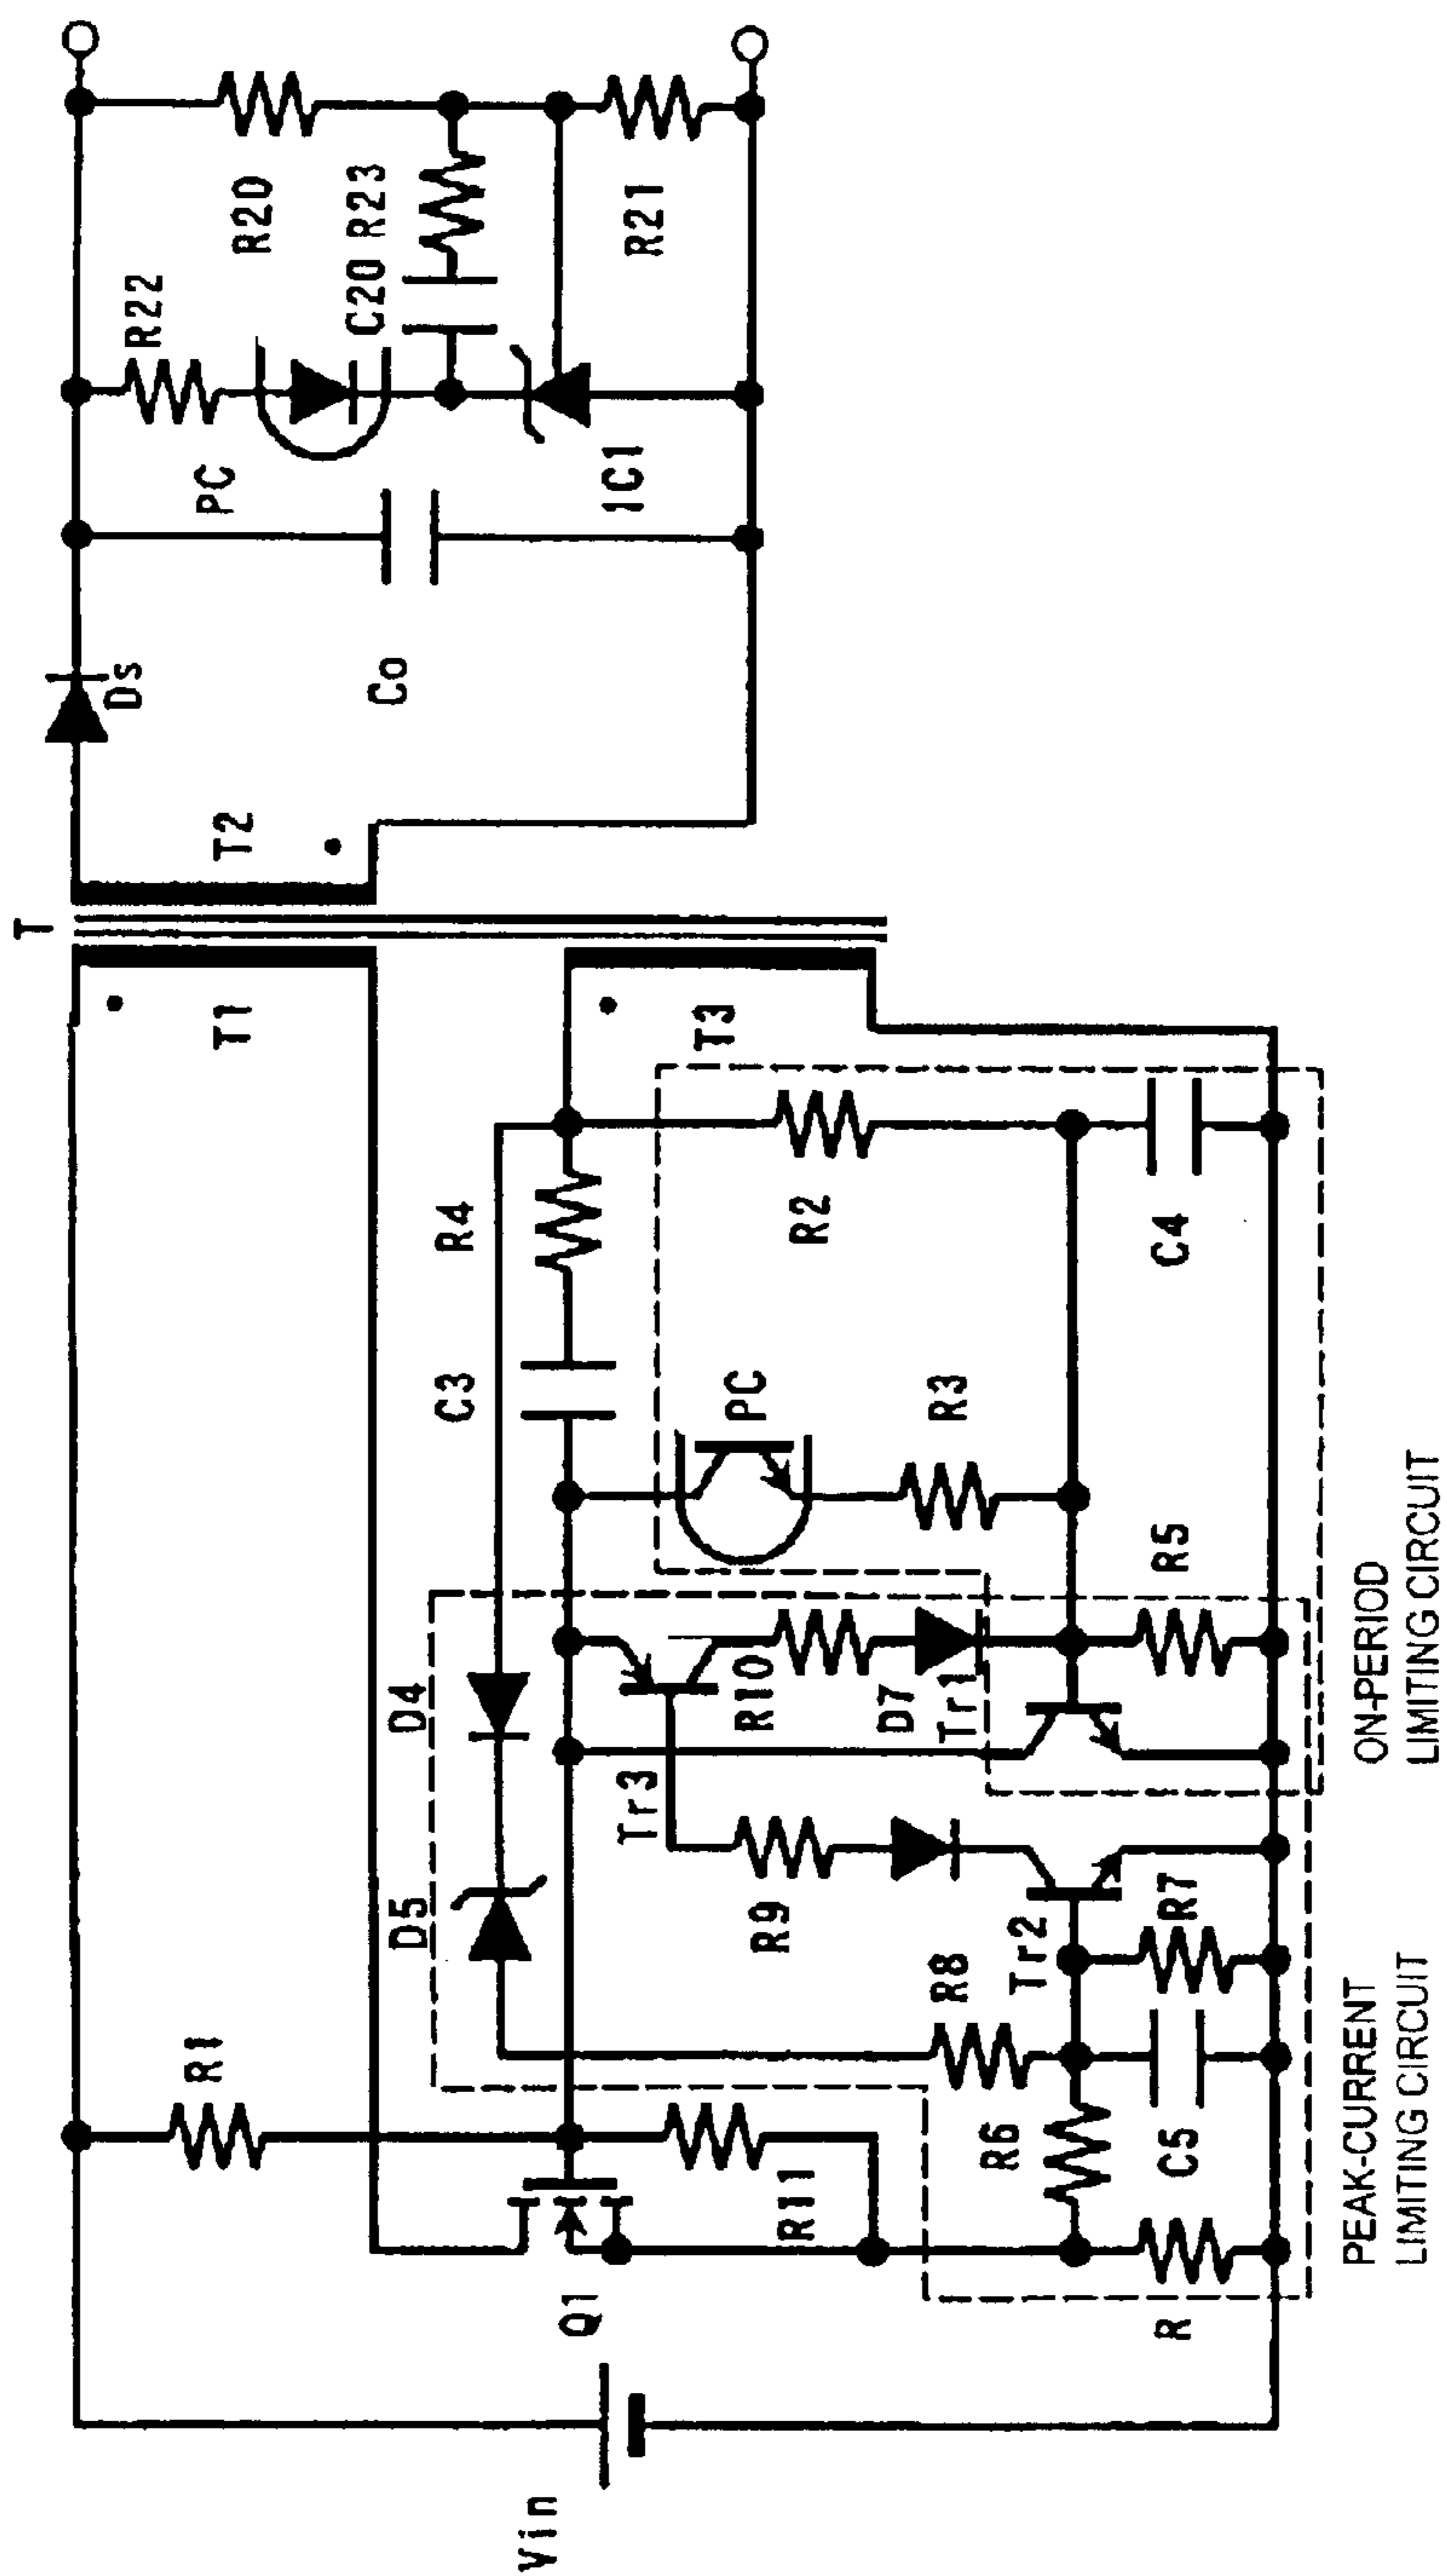 T
R22
R20
C20 R23
R21
PC
IC1
Ds
Co
T2
T1
T3
R4
R2
C4
C3
PC
R3
R5
D4
R10
D7
Tr1
Tr3
D5
R9
Tr2
R7
R8
R1
R6
C5
R11
Q1
R
Vin
ON-PERIOD
LIMITING CIRCUIT
PEAK-CURRENT
LIMITING CIRCUIT